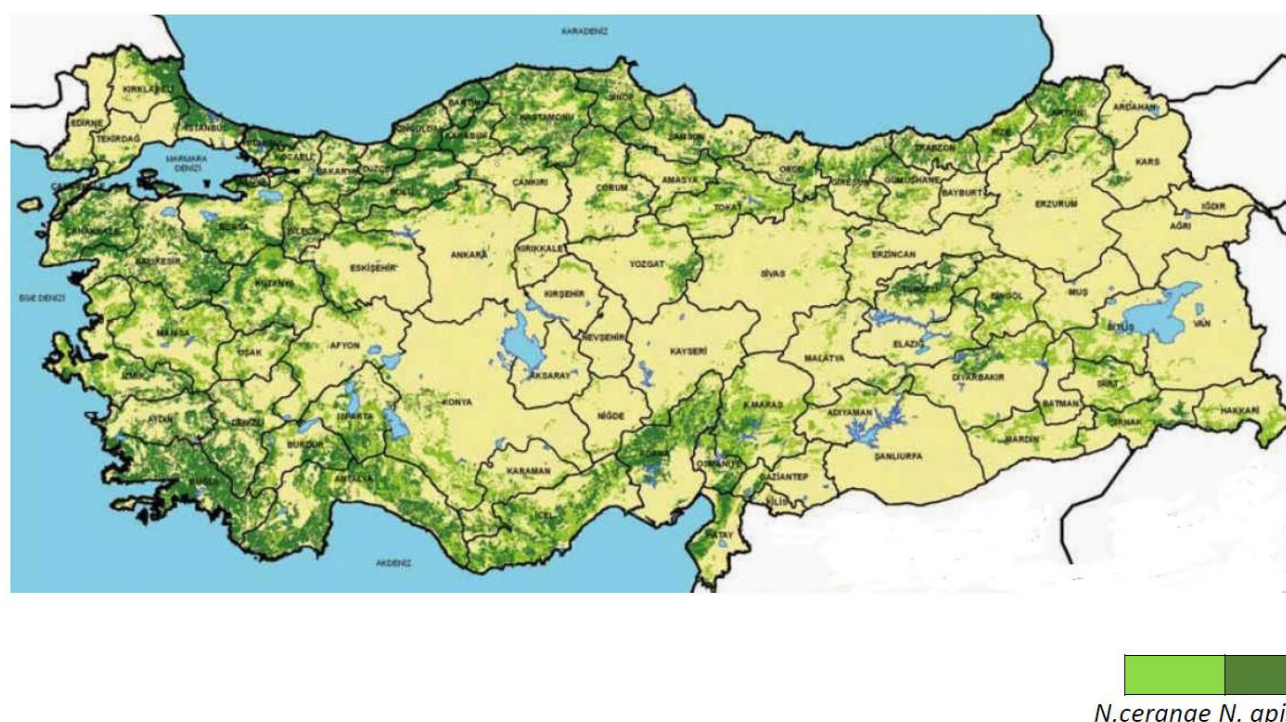 KARADENİZ
KIRKLARELİ
EDİRNE
TEKİRDAĞ
İSTANBUL
MARMARA
DENİZİ
KOCAELİ
SAKARYA
DÜZCE
BOLU
ZONGULDAK
BARTIN
KARABÜK
KASTAMONU
SİNOP
SAMSUN
ÇANKIRI
ÇORUM
AMASYA
TOKAT
ORDU
GİRESUN
GÜMÜŞHANE
TRABZON
RİZE
ARTVİN
ARDAHAN
KARS
BAYBURT
ERZURUM
IĞDIR
AĞRI
ÇANAKKALE
BALIKESİR
BURSA
BİLECİK
ESKİŞEHİR
ANKARA
KIRIKKALE
YOZGAT
SİVAS
ERZİNCAN
EGE DENİZİ
KÜTAHYA
KIRŞEHİR
TUNCELİ
BİNGÖL
MUŞ
BİTLİS
VAN
MANİSA
UŞAK
AFYON
AKSARAY
NEVŞEHİR
KAYSERİ
MALATYA
ELAZIĞ
İZMİR
AYDIN
DENİZLİ
ISPARTA
KONYA
NİĞDE
K.MARAŞ
ADIYAMAN
DİYARBAKIR
BATMAN
SİİRT
ŞIRNAK
HAKKARİ
MARDİN
MUĞLA
BURDUR
ANTALYA
KARAMAN
İÇEL
ADANA
OSMANİYE
GAZİANTEP
KİLİS
ŞANLIURFA
HATAY
AKDENİZ
N.cerange N. api